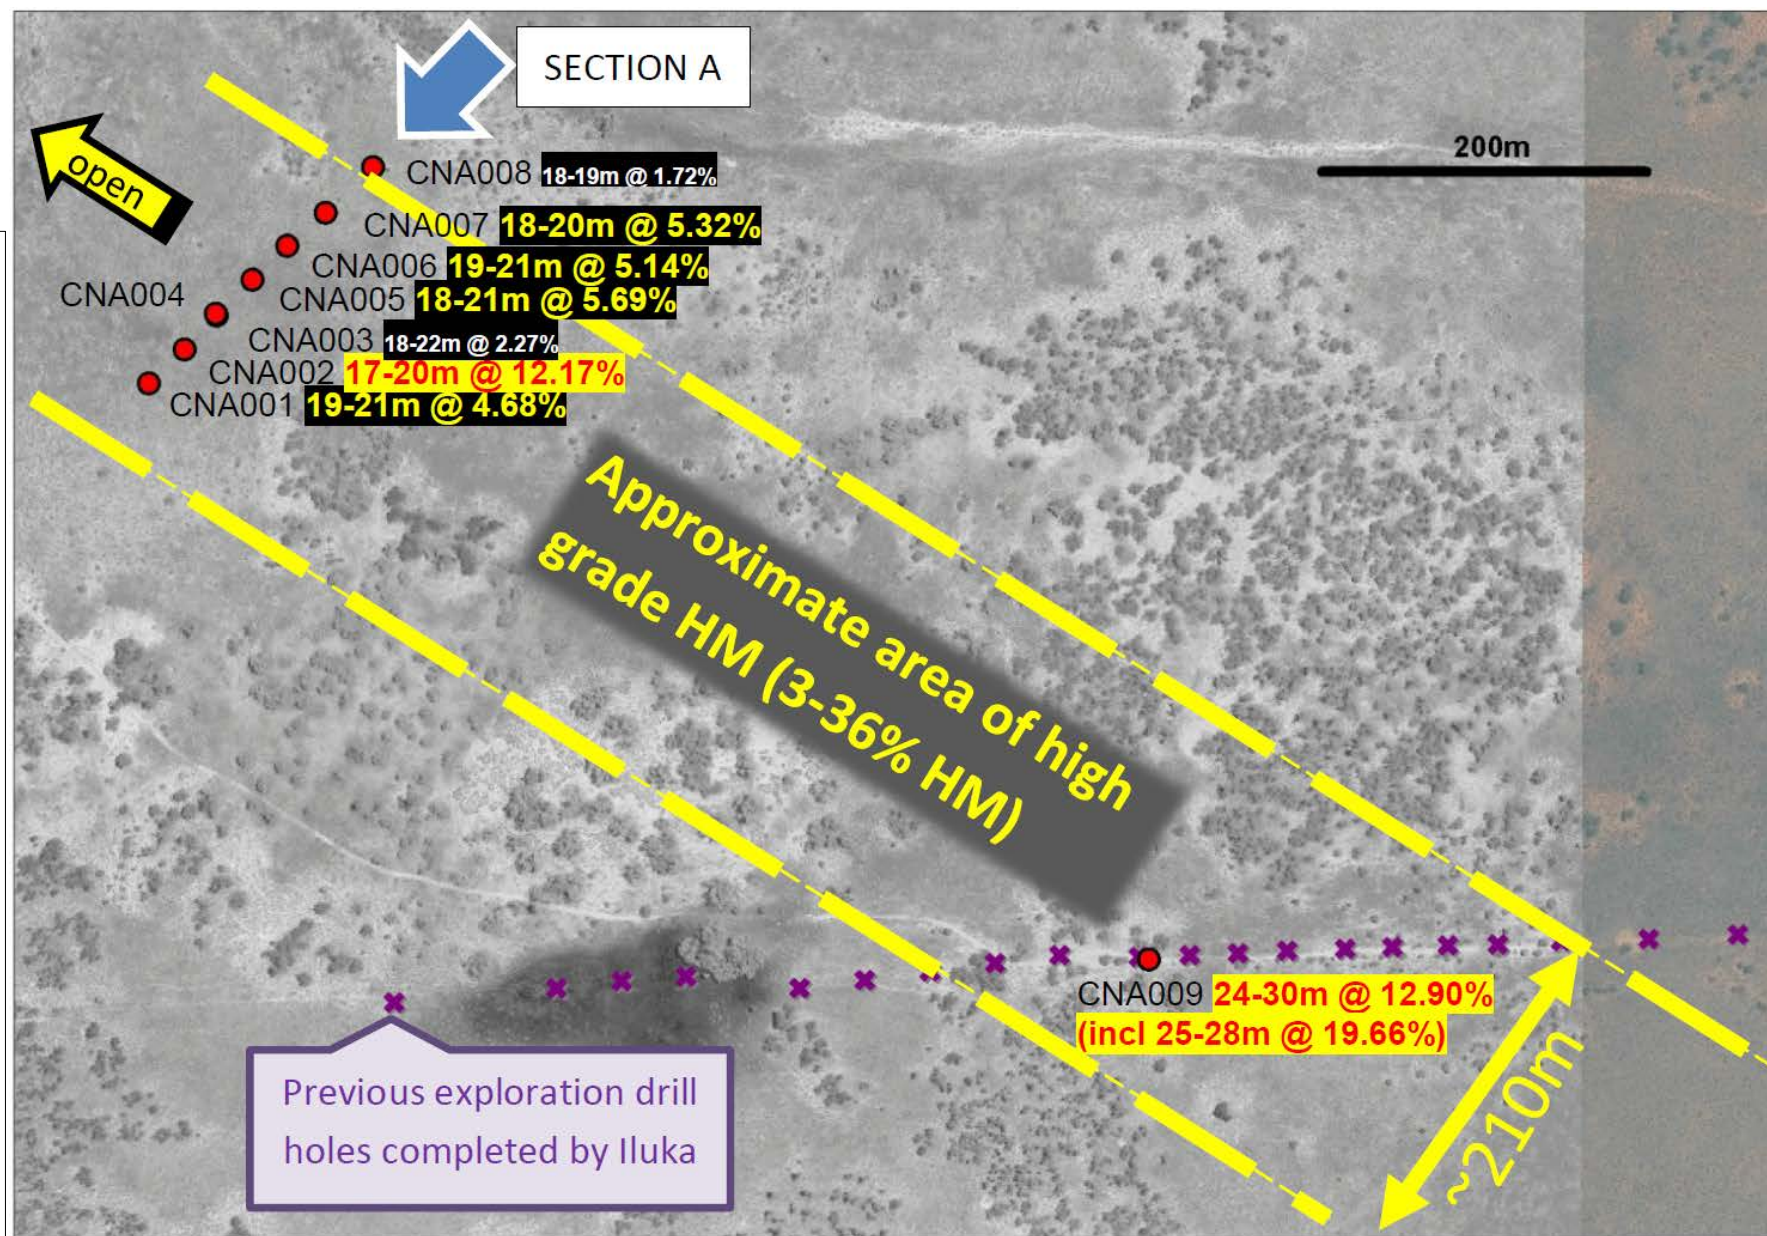 SECTION A
200m
open
CNA008 18-19m @ 1.72%
CNA007 18-20m @ 5.32%
CNA006 19-21m @ 5.14%
CNA004
CNA005 18-21m @ 5.69%
CNA003 18-22m @ 2.27%
CNA002 17-20m @ 12.17%
CNA001 19-21m @ 4.68%
Approximate area of high
grade HM (3-36% HM)
CNA009 24-30m @ 12.90%
(incl 25-28m @ 19.66%)
~210m
Previous exploration drill
holes completed by Iluka